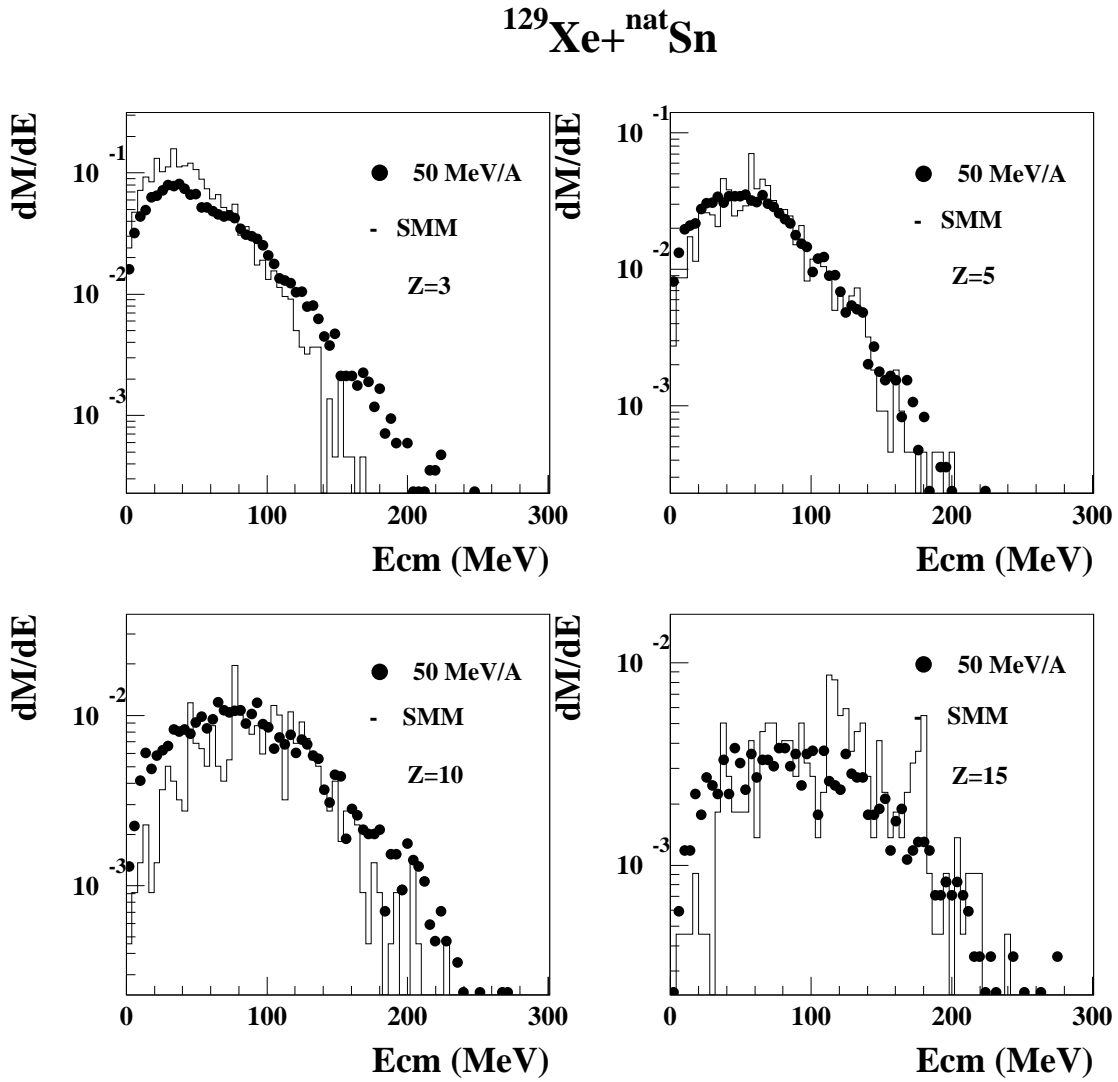 129Xe+natSn
dM/dE
10 -1
10 -2
10 -3
50 MeV/A
- SMM
Z=3
0 100 200 300
Ecm (MeV)
dM/dE
10 -1
10 -2
10 -3
50 MeV/A
- SMM
Z=5
0 100 200 300
Ecm (MeV)
dM/dE
10 -2
10 -3
50 MeV/A
- SMM
Z=10
0 100 200 300
Ecm (MeV)
dM/dE
10 -2
10 -3
50 MeV/A
- SMM
Z=15
0 100 200 300
Ecm (MeV)